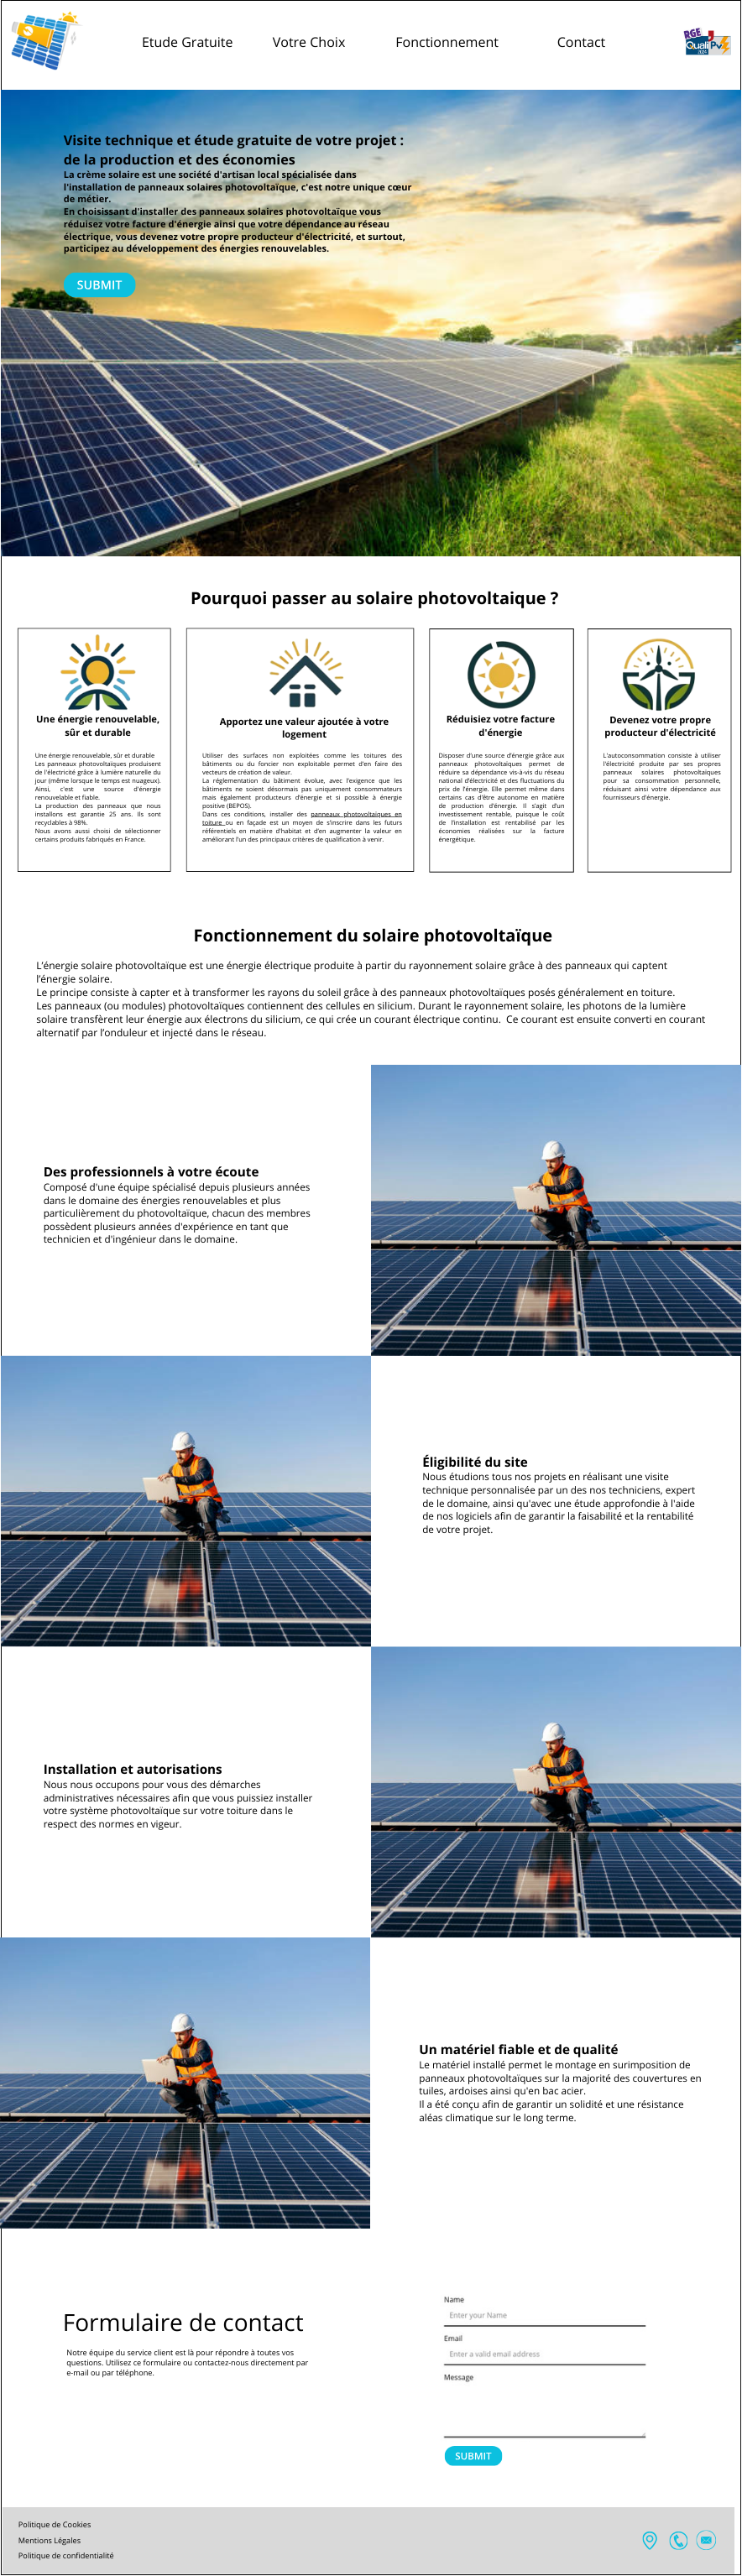 Etude Gratuite
Votre Choix
Fonctionnement
Contact
RGE
Quali PV
Visite technique et étude gratuite de votre projet :
de la production et des économies
La crème solaire est une société d'artisan local spécialisée dans
l'installation de panneaux solaires photovoltaïque, c'est notre unique cœur
de métier.
En choisissant d'installer des panneaux solaires photovoltaïque vous
réduisez votre facture d'énergie ainsi que votre dépendance au réseau
électrique, vous devenez votre propre producteur d'électricité, et surtout,
participez au développement des énergies renouvelables.
SUBMIT
Pourquoi passer au solaire photovoltaique ?
Une énergie renouvelable,
sûr et durable
Une énergie renouvelable, sûr et durable
Les panneaux photovoltaïques produisent
de l'électricité grâce à lumière naturelle du
jour (même lorsque le temps est nuageux).
Ainsi, c'est une source d'énergie
renouvelable et fiable.
La production des panneaux que nous
installons est garantie 25 ans. Ils sont
recyclables à 98%.
Nous avons aussi choisi de sélectionner
certains produits fabriqués en France.
Apportez une valeur ajoutée à votre
logement
Utiliser des surfaces non exploitées comme les toitures des
bâtiments ou du foncier non exploitable permet d'en faire des
vecteurs de création de valeur.
La réglementation du bâtiment évolue, avec l'exigence que les
bâtiments ne soient désormais pas uniquement consommateurs
mais également producteurs d'énergie et si possible à énergie
positive (BEPOS).
Dans ces conditions, installer des panneaux photovoltaïques en
toiture ou en façade est un moyen de s'inscrire dans les futurs
référentiels en matière d'habitat et d'en augmenter la valeur en
améliorant l'un des principaux critères de qualification à venir.
Réduisiez votre facture
d'énergie
Disposer d'une source d'énergie grâce aux
panneaux photovoltaïques permet de
réduire sa dépendance vis-à-vis du réseau
national d'électricité et des fluctuations du
prix de l'énergie. Elle permet même dans
certains cas d'être autonome en matière
de production d'énergie. Il s'agit d'un
investissement rentable, puisque le coût
de l'installation est rentabilisé par les
économies réalisées sur la facture
énergétique.
Devenez votre propre
producteur d'électricité
L'autoconsommation consiste à utiliser
l'électricité produite par ses propres
panneaux solaires photovoltaïques
pour sa consommation personnelle,
réduisant ainsi votre dépendance aux
fournisseurs d'énergie.
Fonctionnement du solaire photovoltaïque
L'énergie solaire photovoltaïque est une énergie électrique produite à partir du rayonnement solaire grâce à des panneaux qui captent
l'énergie solaire.
Le principe consiste à capter et à transformer les rayons du soleil grâce à des panneaux photovoltaïques posés généralement en toiture.
Les panneaux (ou modules) photovoltaïques contiennent des cellules en silicium. Durant le rayonnement solaire, les photons de la lumière
solaire transfèrent leur énergie aux électrons du silicium, ce qui crée un courant électrique continu. Ce courant est ensuite converti en courant
alternatif par l'onduleur et injecté dans le réseau.
Des professionnels à votre écoute
Composé d'une équipe spécialisé depuis plusieurs années
dans le domaine des énergies renouvelables et plus
particulièrement du photovoltaïque, chacun des membres
possèdent plusieurs années d'expérience en tant que
technicien et d'ingénieur dans le domaine.
Éligibilité du site
Nous étudions tous nos projets en réalisant une visite
technique personnalisée par un des nos techniciens, expert
de le domaine, ainsi qu'avec une étude approfondie à l'aide
de nos logiciels afin de garantir la faisabilité et la rentabilité
de votre projet.
Installation et autorisations
Nous nous occupons pour vous des démarches
administratives nécessaires afin que vous puissiez installer
votre système photovoltaïque sur votre toiture dans le
respect des normes en vigeur.
Un matériel fiable et de qualité
Le matériel installé permet le montage en surimposition de
panneaux photovoltaïques sur la majorité des couvertures en
tuiles, ardoises ainsi qu'en bac acier.
Il a été conçu afin de garantir un solidité et une résistance
aléas climatique sur le long terme.
Formulaire de contact
Notre équipe du service client est là pour répondre à toutes vos
questions. Utilisez ce formulaire ou contactez-nous directement par
e-mail ou par téléphone.
Name
Enter your Name
Email
Enter a valid email address
Message
SUBMIT
Politique de Cookies
Mentions Légales
Politique de confidentialité